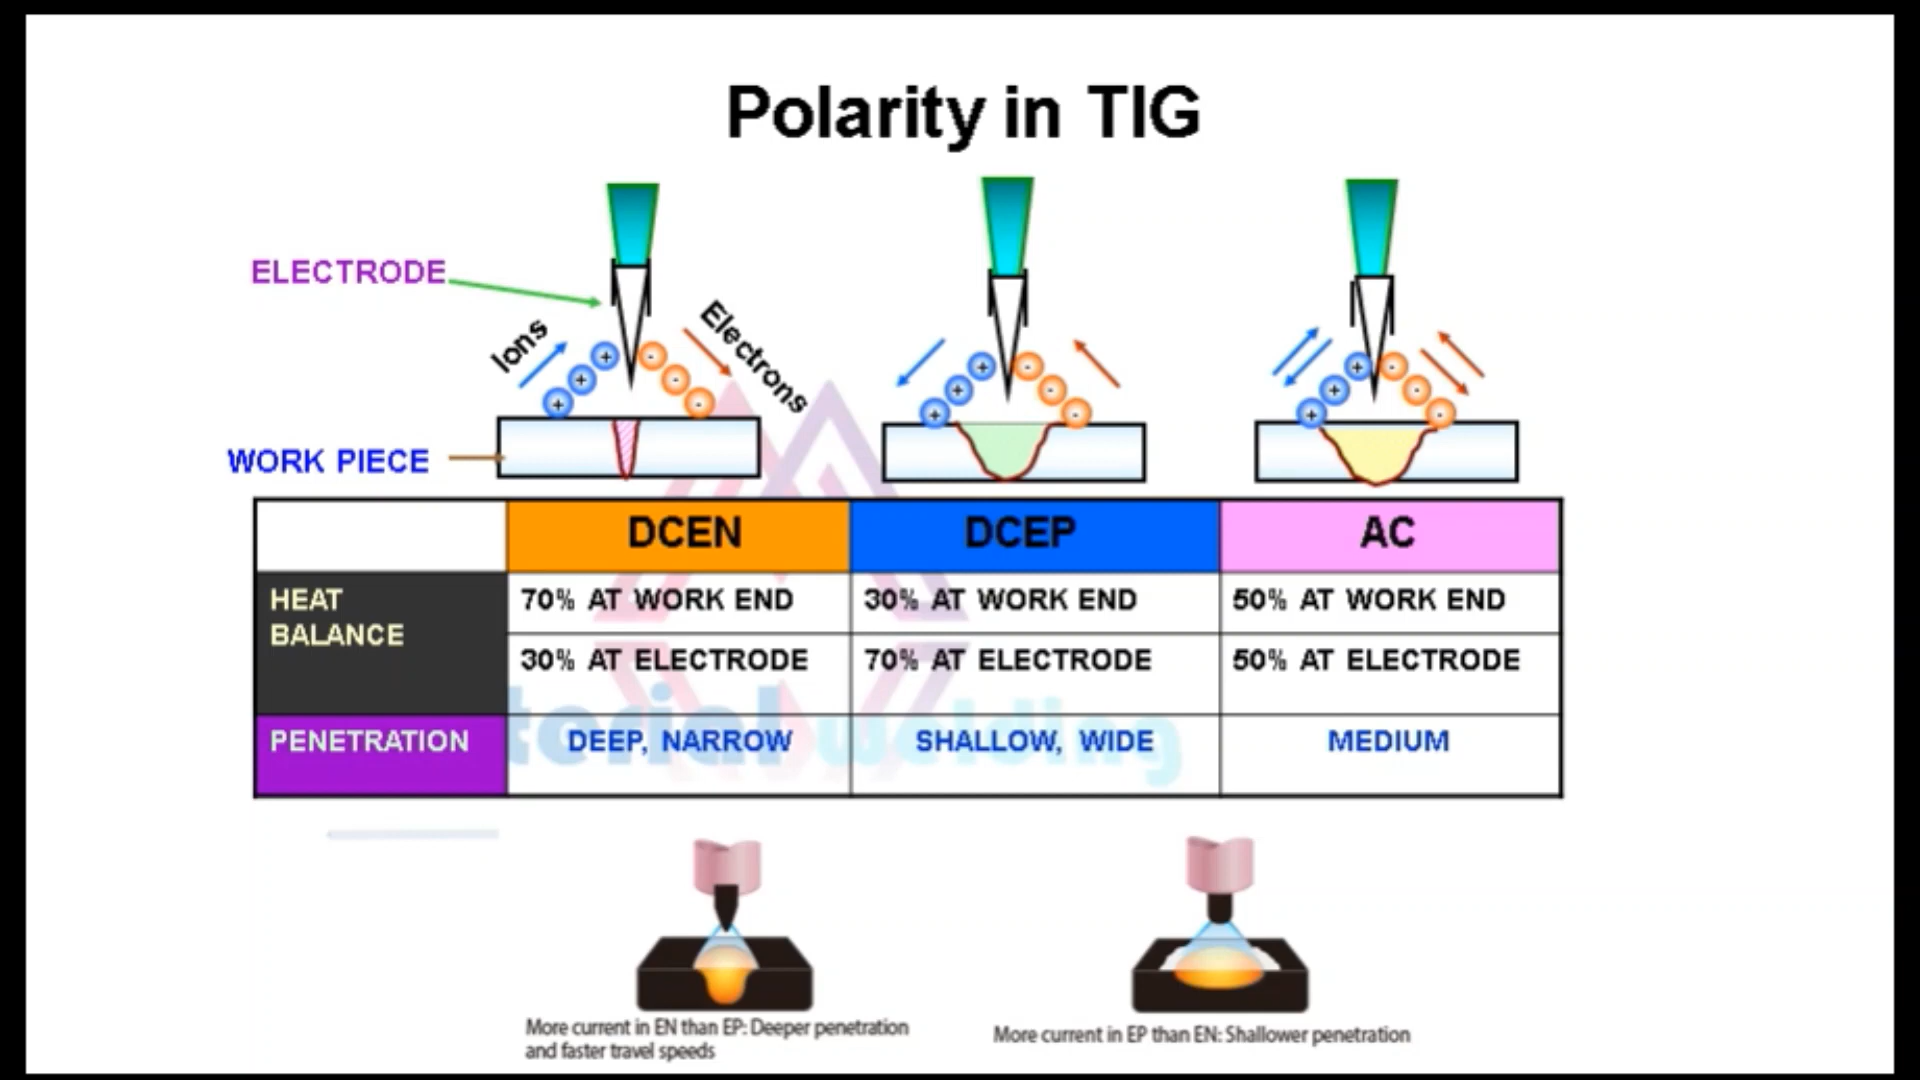 Polarity in TIG
ELECTRODE
Ions
Electrons
WORK PIECE
DCEN
DCEP
AC
HEAT
BALANCE
70% AT WORK END
30% AT WORK END
50% AT WORK END
30% AT ELECTRODE
70% AT ELECTRODE
50% AT ELECTRODE
PENETRATION
DEEP, NARROW
SHALLOW, WIDE
MEDIUM
torial welding
More current in EN than EP: Deeper penetration
and faster travel speeds
More current in EP than EN: Shallower penetration